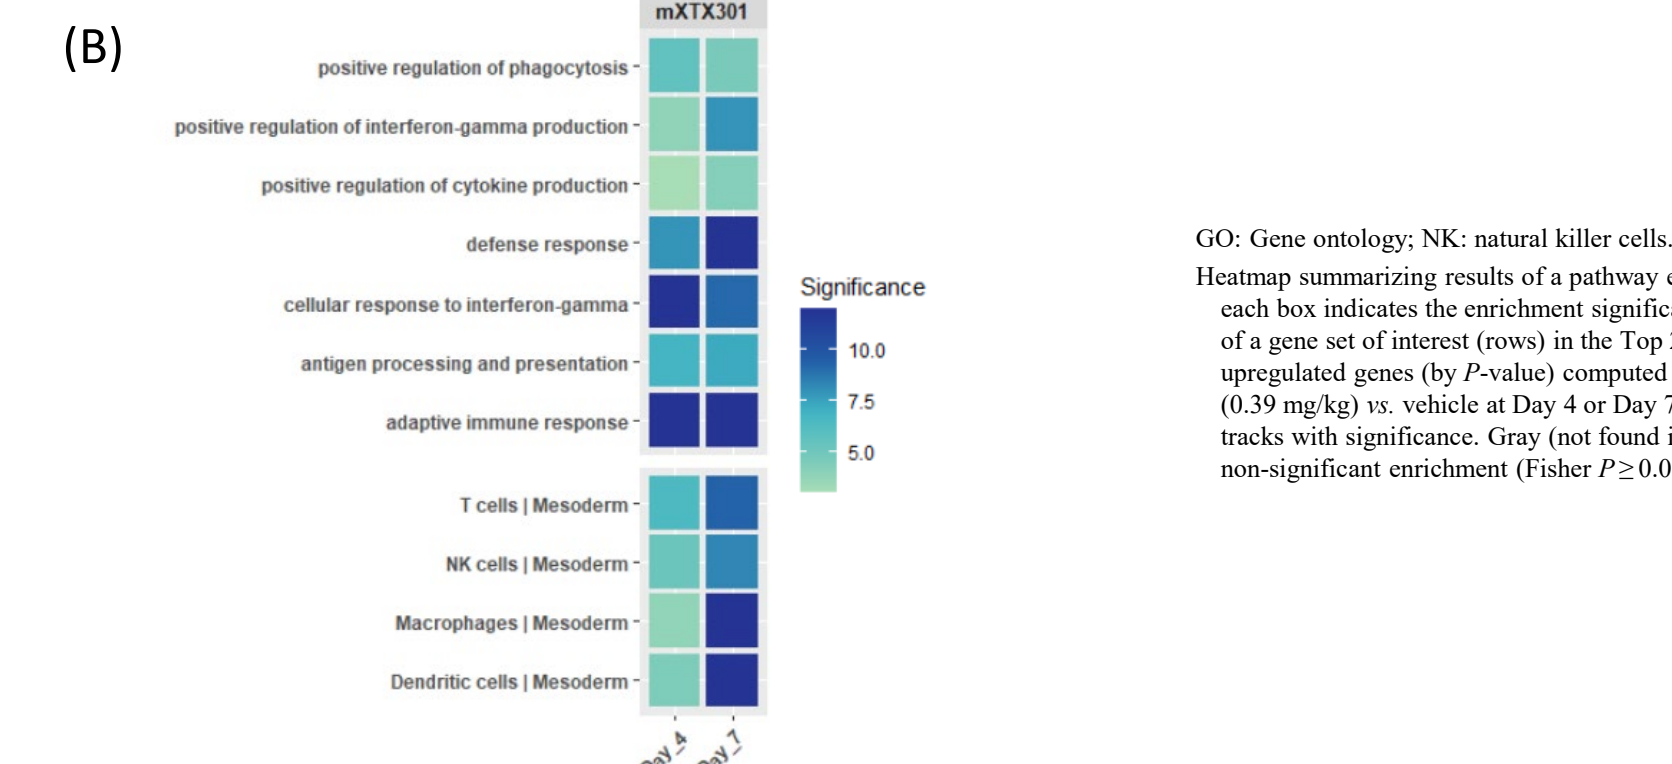 (B)
mXTX301
positive regulation of phagocytosis
positive regulation of interferon-gamma production
positive regulation of cytokine production
defense response
cellular response to interferon-gamma
antigen processing and presentation
adaptive immune response
T cells | Mesoderm
NK cells | Mesoderm
Macrophages | Mesoderm
Dendritic cells | Mesoderm
Day_7
Significance
10.0
7.5
5.0
GO: Gene ontology; NK: natural killer cells.
Heatmap summarizing results of a pathway
each box indicates the enrichment
of a gene set of interest (rows) in the Top
upregulated genes (by P-value) computed
(0.39 mg/kg) vs. vehicle at Day 4 or Day 7
tracks with significance. Gray (not found
non-significant enrichment (Fisher P≥0.0